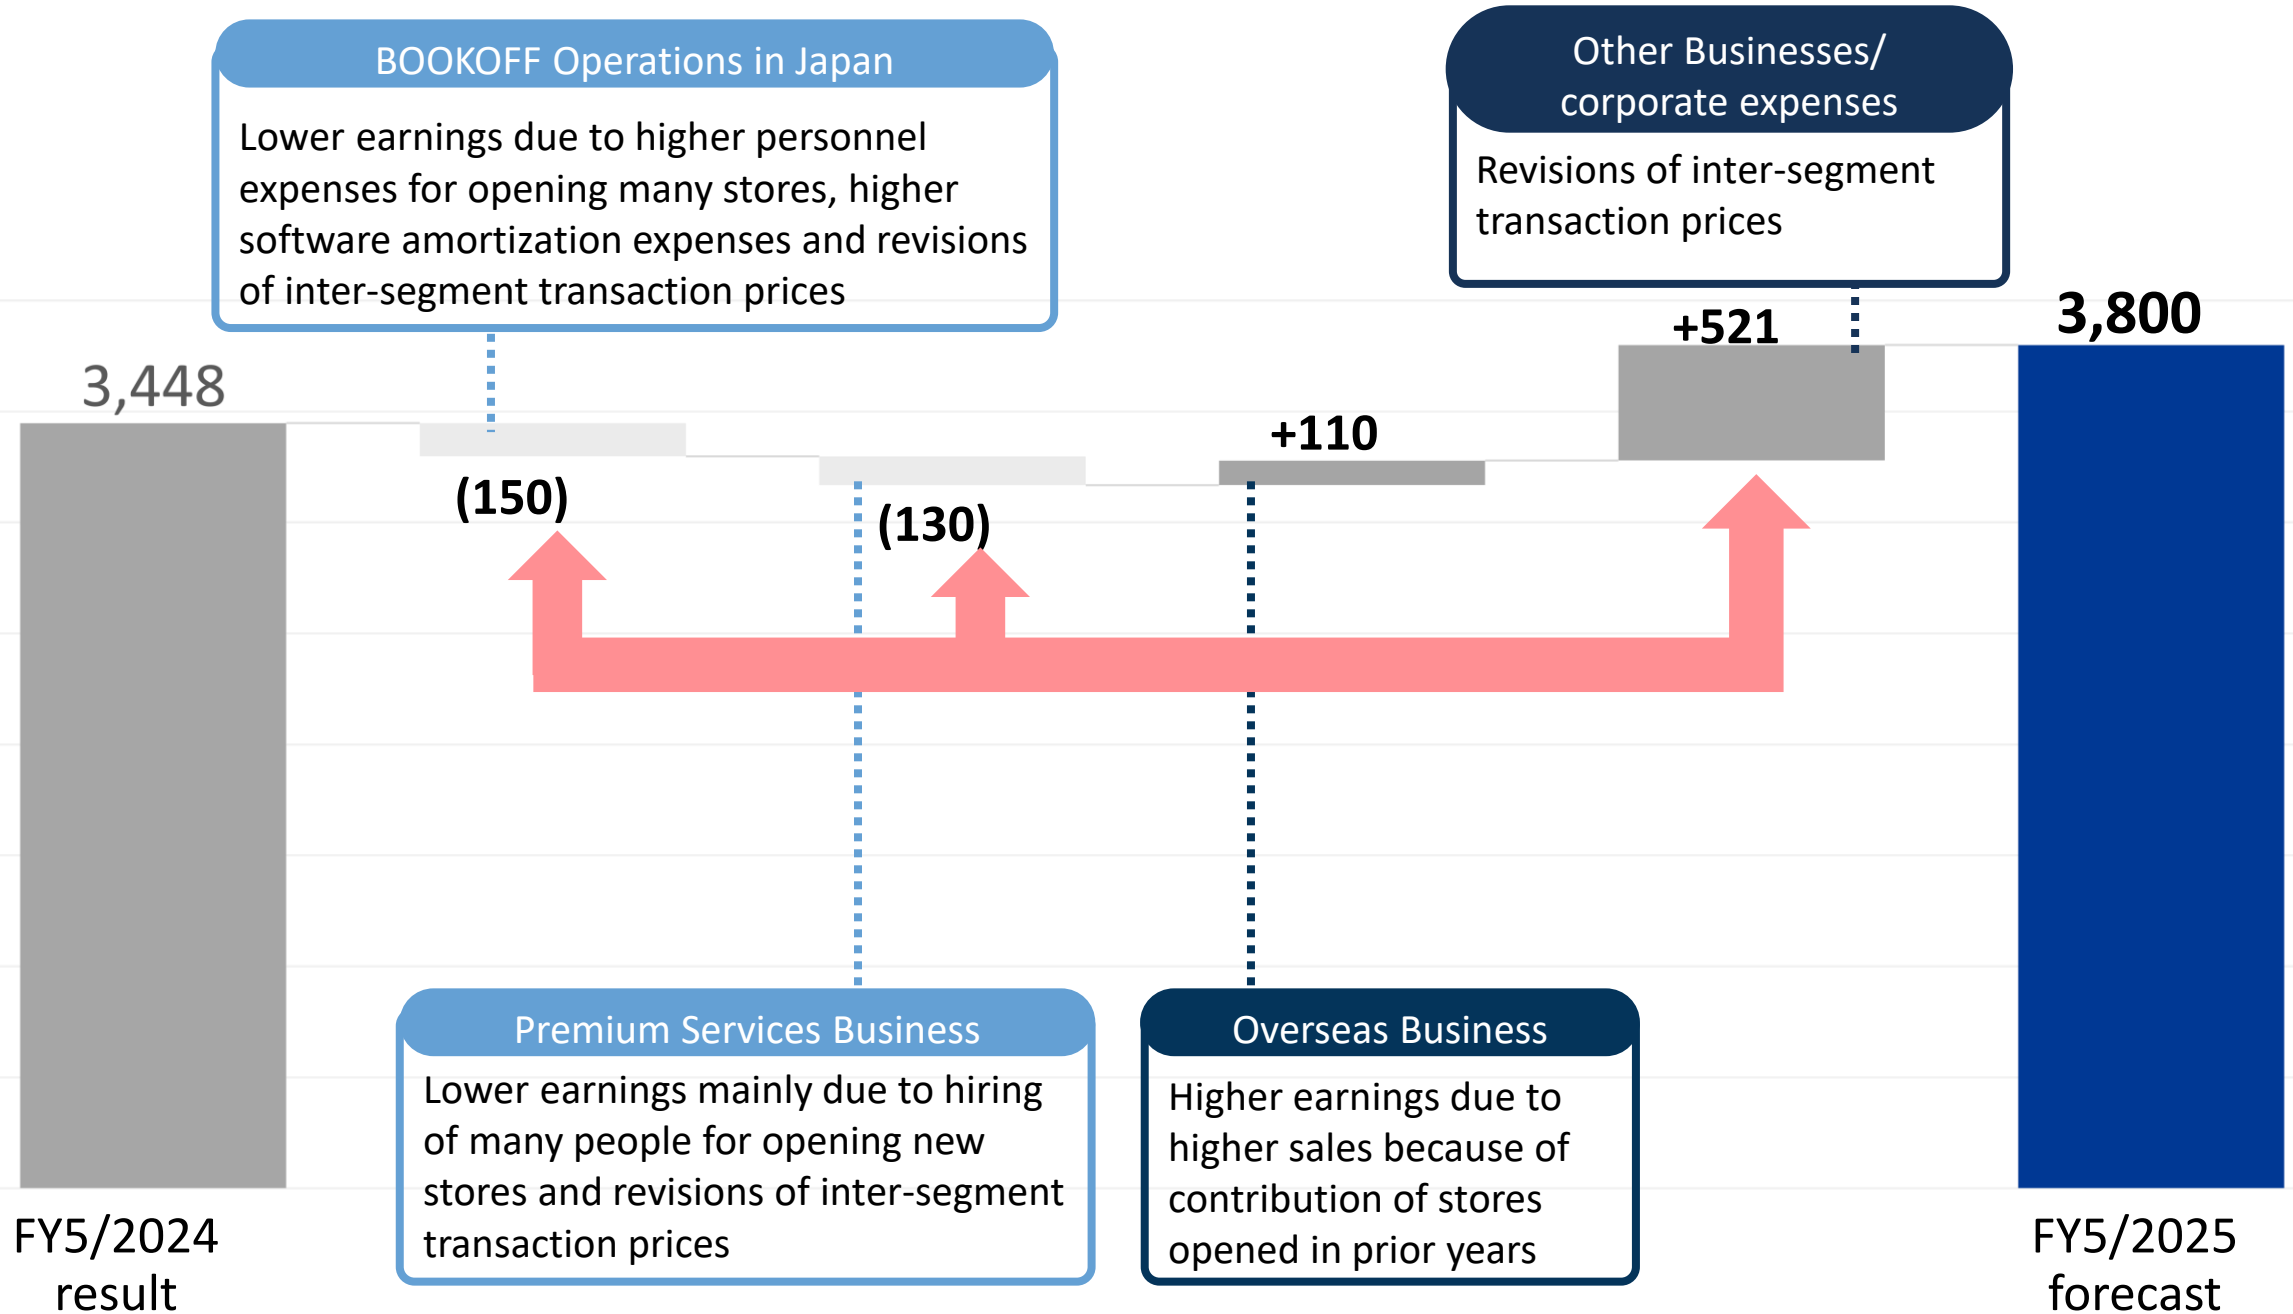 BOOKOFF Operations in Japan
Lower earnings due to higher personnel
expenses for opening many stores, higher
software amortization expenses and revisions
of inter-segment transaction prices
Other Businesses/
corporate expenses
Revisions of inter-segment
transaction prices
3,448
(150)
(130)
+110
+521
3,800
Premium Services Business
Lower earnings mainly due to hiring
of many people for opening new
stores and revisions of inter-segment
transaction prices
Overseas Business
Higher earnings due to
higher sales because of
contribution of stores
opened in prior years
FY5/2024
result
FY5/2025
forecast